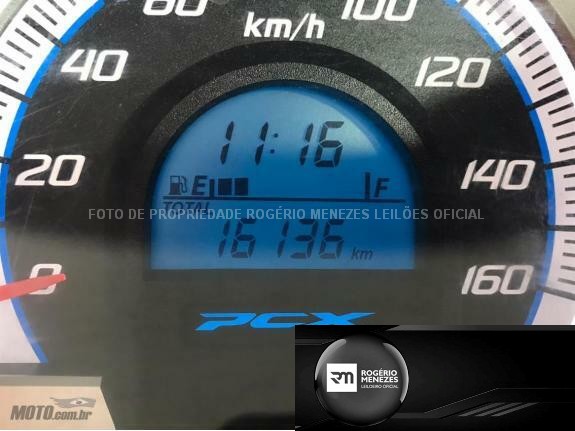 80
100
km/h
40
120
11:16
E
F
20
140
TOTAL
FOTO DE PROPRIEDADE ROGÉRIO MENEZES LEILÕES OFICIAL
16136 km
0
160
PCX
RM ROGÉRIO
MENEZES
LEILOEIRO OFICIAL
MOTO.com.br